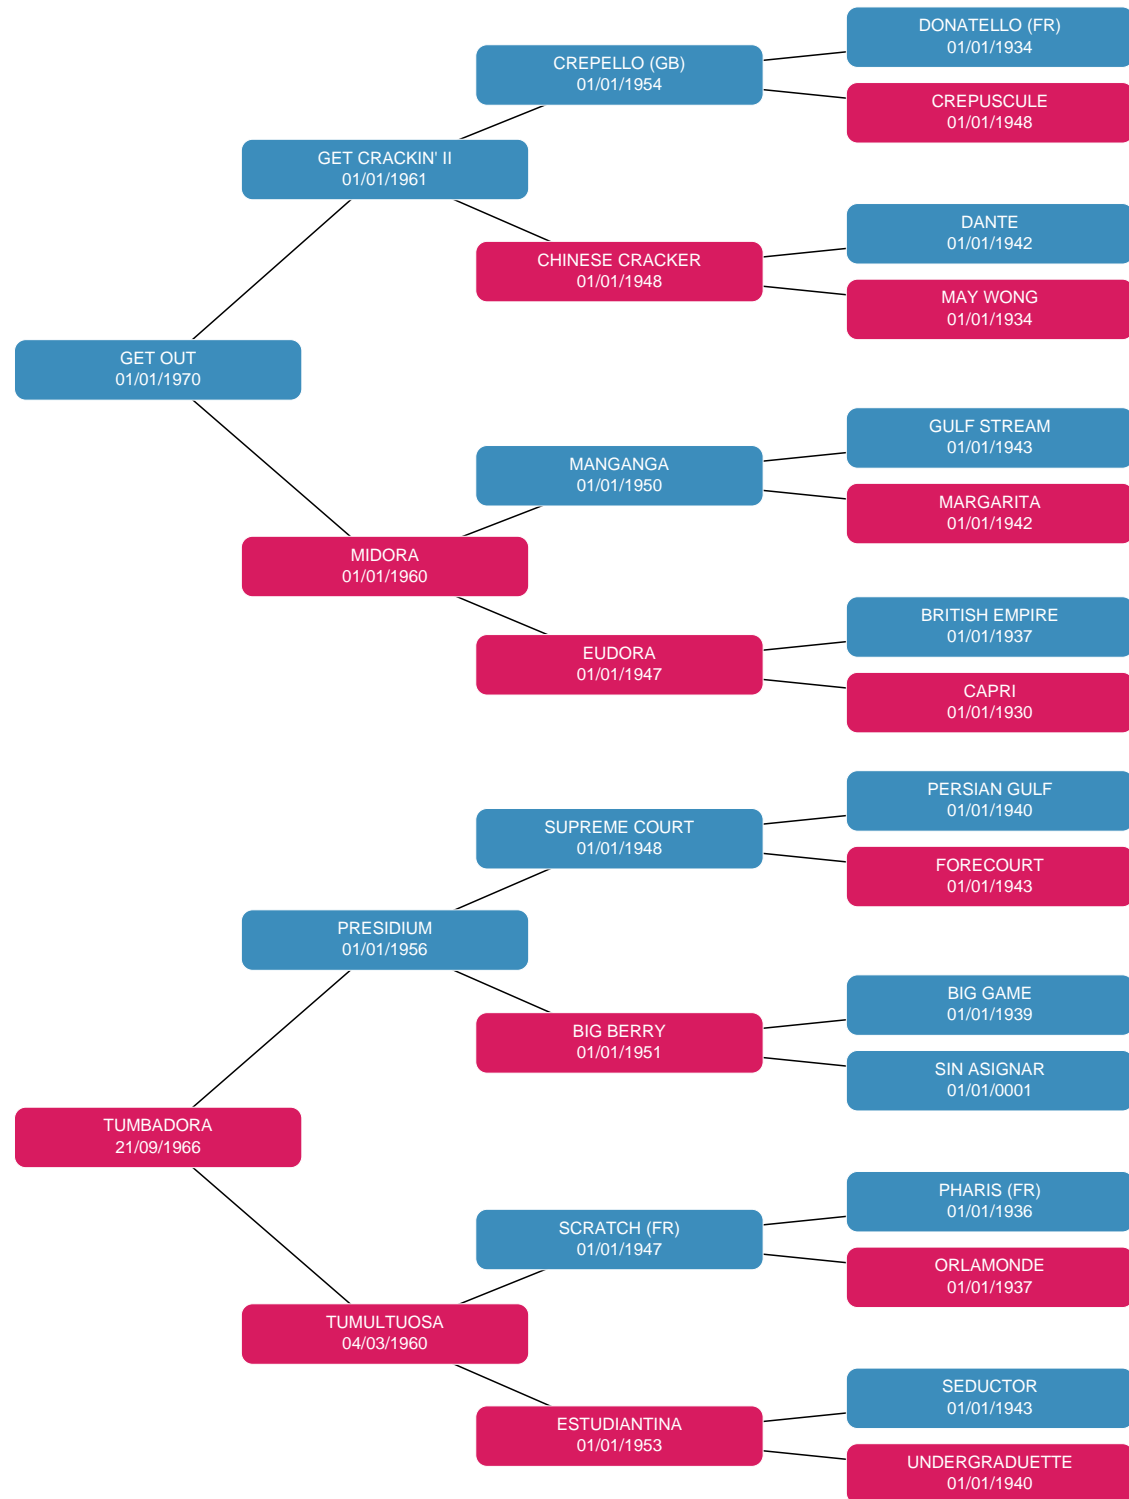 DONATELLO (FR)
01/01/1934
CREPELLO (GB)
01/01/1954
CREPUSCULE
01/01/1948
GET CRACKIN' II
01/01/1961
DANTE
01/01/1942
CHINESE CRACKER
01/01/1948
MAY WONG
01/01/1934
GET OUT
01/01/1970
GULF STREAM
01/01/1943
MANGANGA
01/01/1950
MARGARITA
01/01/1942
MIDORA
01/01/1960
BRITISH EMPIRE
01/01/1937
EUDORA
01/01/1947
CAPRI
01/01/1930
PERSIAN GULF
01/01/1940
SUPREME COURT
01/01/1948
FORECOURT
01/01/1943
PRESIDIUM
01/01/1956
BIG GAME
01/01/1939
BIG BERRY
01/01/1951
SIN ASIGNAR
01/01/0001
TUMBADORA
21/09/1966
PHARIS (FR)
01/01/1936
SCRATCH (FR)
01/01/1947
ORLAMONDE
01/01/1937
TUMULTUOSA
04/03/1960
SEDUCTOR
01/01/1943
ESTUDIANTINA
01/01/1953
UNDERGRADUETTE
01/01/1940